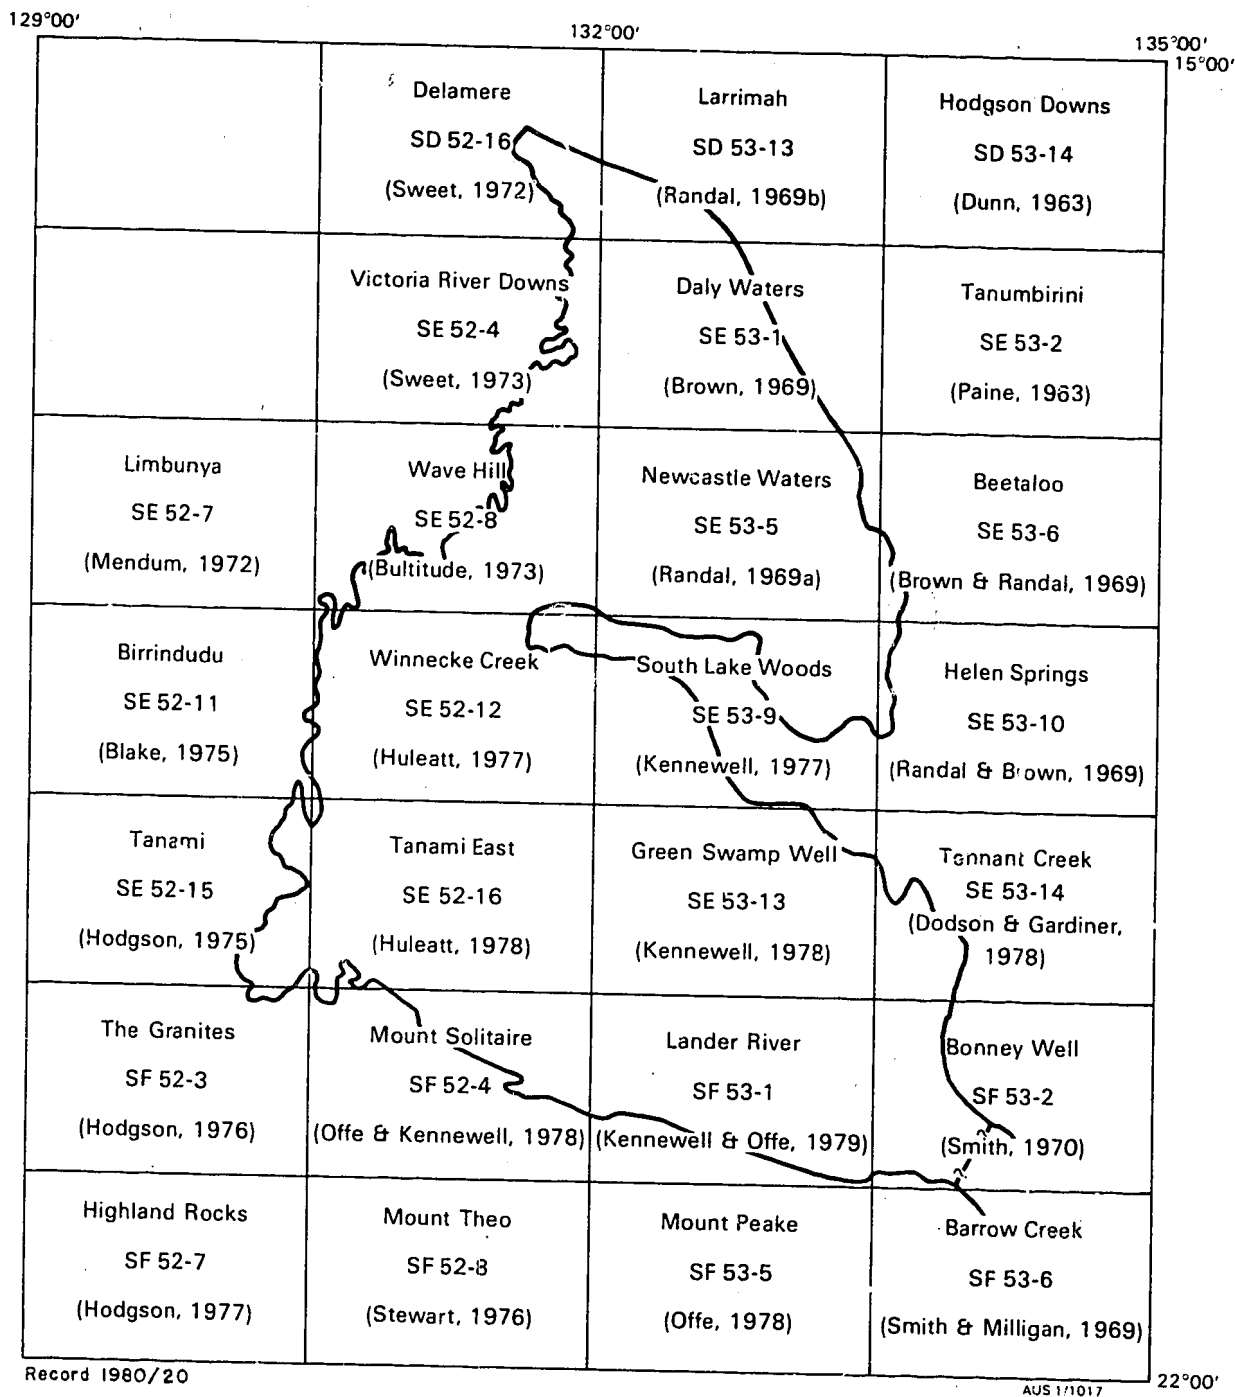 129°00'
132°00'
135°00'
15°00'
Delamere
SD 52-16
(Sweet, 1972)
Larrimah
SD 53-13
(Randal, 1969b)
Hodgson Downs
SD 53-14
(Dunn, 1963)
Victoria River Downs
SE 52-4
(Sweet, 1973)
Daly Waters
SE 53-1
(Brown, 1969)
Tanumbirini
SE 53-2
(Paine, 1963)
Limbunya
SE 52-7
(Mendum, 1972)
Wave Hill
SE 52-8
(Bultitude, 1973)
Newcastle Waters
SE 53-5
(Randal, 1969a)
Beetaloo
SE 53-6
(Brown & Randal, 1969)
Birrindudu
SE 52-11
(Blake, 1975)
Winnecke Creek
SE 52-12
(Huleatt, 1977)
South Lake Woods
SE 53-9
(Kennewell, 1977)
Helen Springs
SE 53-10
(Randal & Brown, 1969)
Tanami
SE 52-15
(Hodgson, 1975)
Tanami East
SE 52-16
(Huleatt, 1978)
Green Swamp Well
SE 53-13
(Kennewell, 1978)
Tennant Creek
SE 53-14
(Dodson & Gardiner,
1978)
The Granites
SF 52-3
(Hodgson, 1976)
Mount Solitaire
SF 52-4
(Offe & Kennewell, 1978)
Lander River
SF 53-1
(Kennewell & Offe, 1979)
Bonney Well
SF 53-2
?
(Smith, 1970)
?
Highland Rocks
SF 52-7
(Hodgson, 1977)
Mount Theo
SF 52-8
(Stewart, 1976)
Mount Peake
SF 53-5
(Offe, 1978)
Barrow Creek
SF 53-6
(Smith & Milligan, 1969)
Record 1980/20
AUS 1/1017
22°00'